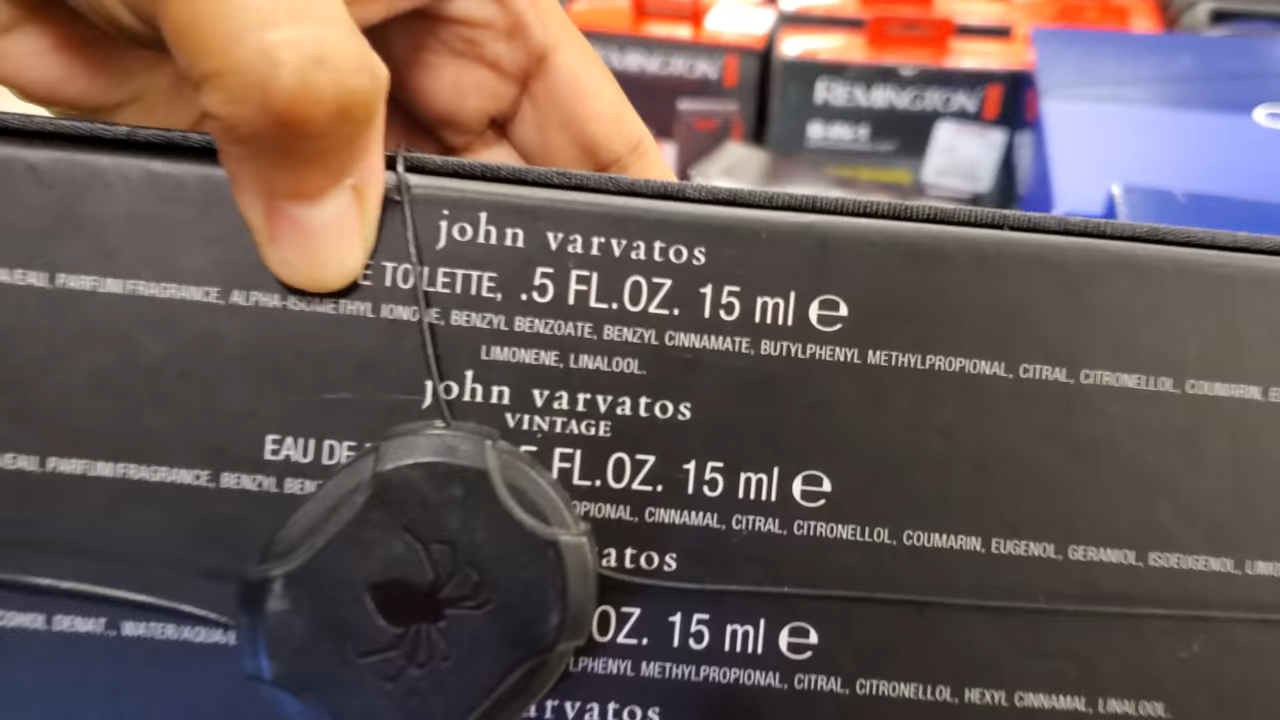 REMINGTON
REMINGTON
john varvatos
E TOILETTE, .5 FL.OZ. 15 ml e
PARFUM/FRAGRANCE, ALPHA-ISOMETHYL IONONE, BENZYL BENZOATE, BENZYL CINNAMATE, BUTYLPHENYL METHYLPROPIONAL, CITRAL, CITRONELLOL, COUMARIN,
LIMONENE, LINALOOL.
john varvatos
VINTAGE
EAU DE 5 FL.OZ. 15 ml e
PARFUM/FRAGRANCE, BENZYL OPIONAL, CINNAMAL, CITRAL, CITRONELLOL, COUMARIN, EUGENOL, GERANIOL, ISOEUGENOL,
atos
OZ. 15 ml e
COHOL DENAT., WATER/AQUA/E LPHENYL METHYLPROPIONAL, CITRAL, CITRONELLOL, HEXYL CINNAMAL, LINALOOL.
arvatos